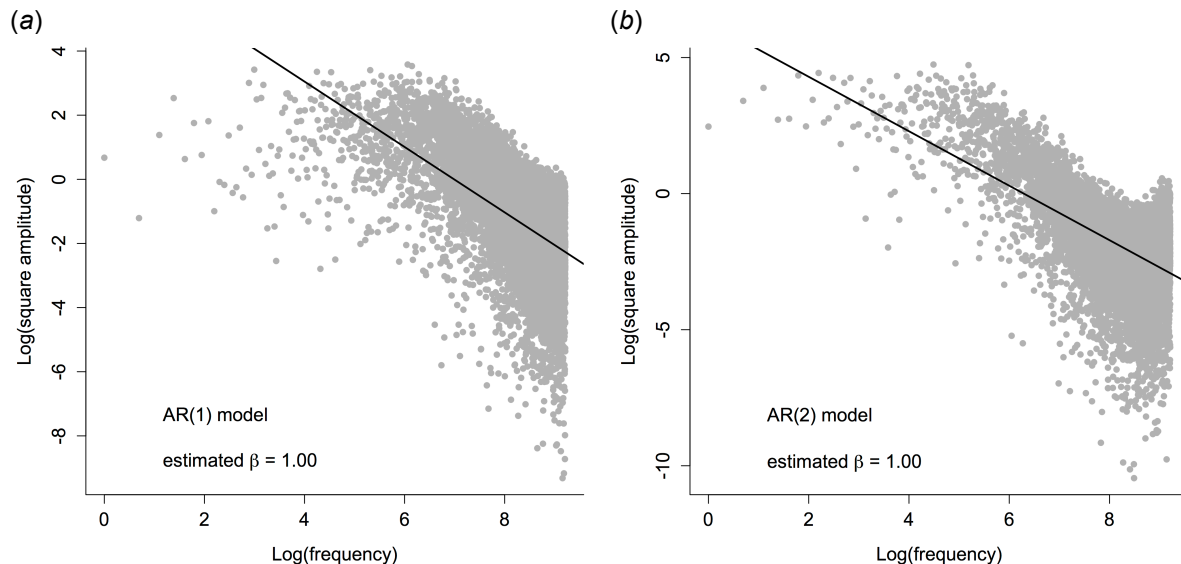 (a)
Log(square amplitude)
4
2
0
-2
-4
-6
-8
AR(1) model
estimated β = 1.00
0 2 4 6 8
Log(frequency)
(b)
Log(square amplitude)
5
0
-5
-10
AR(2) model
estimated β = 1.00
0 2 4 6 8
Log(frequency)